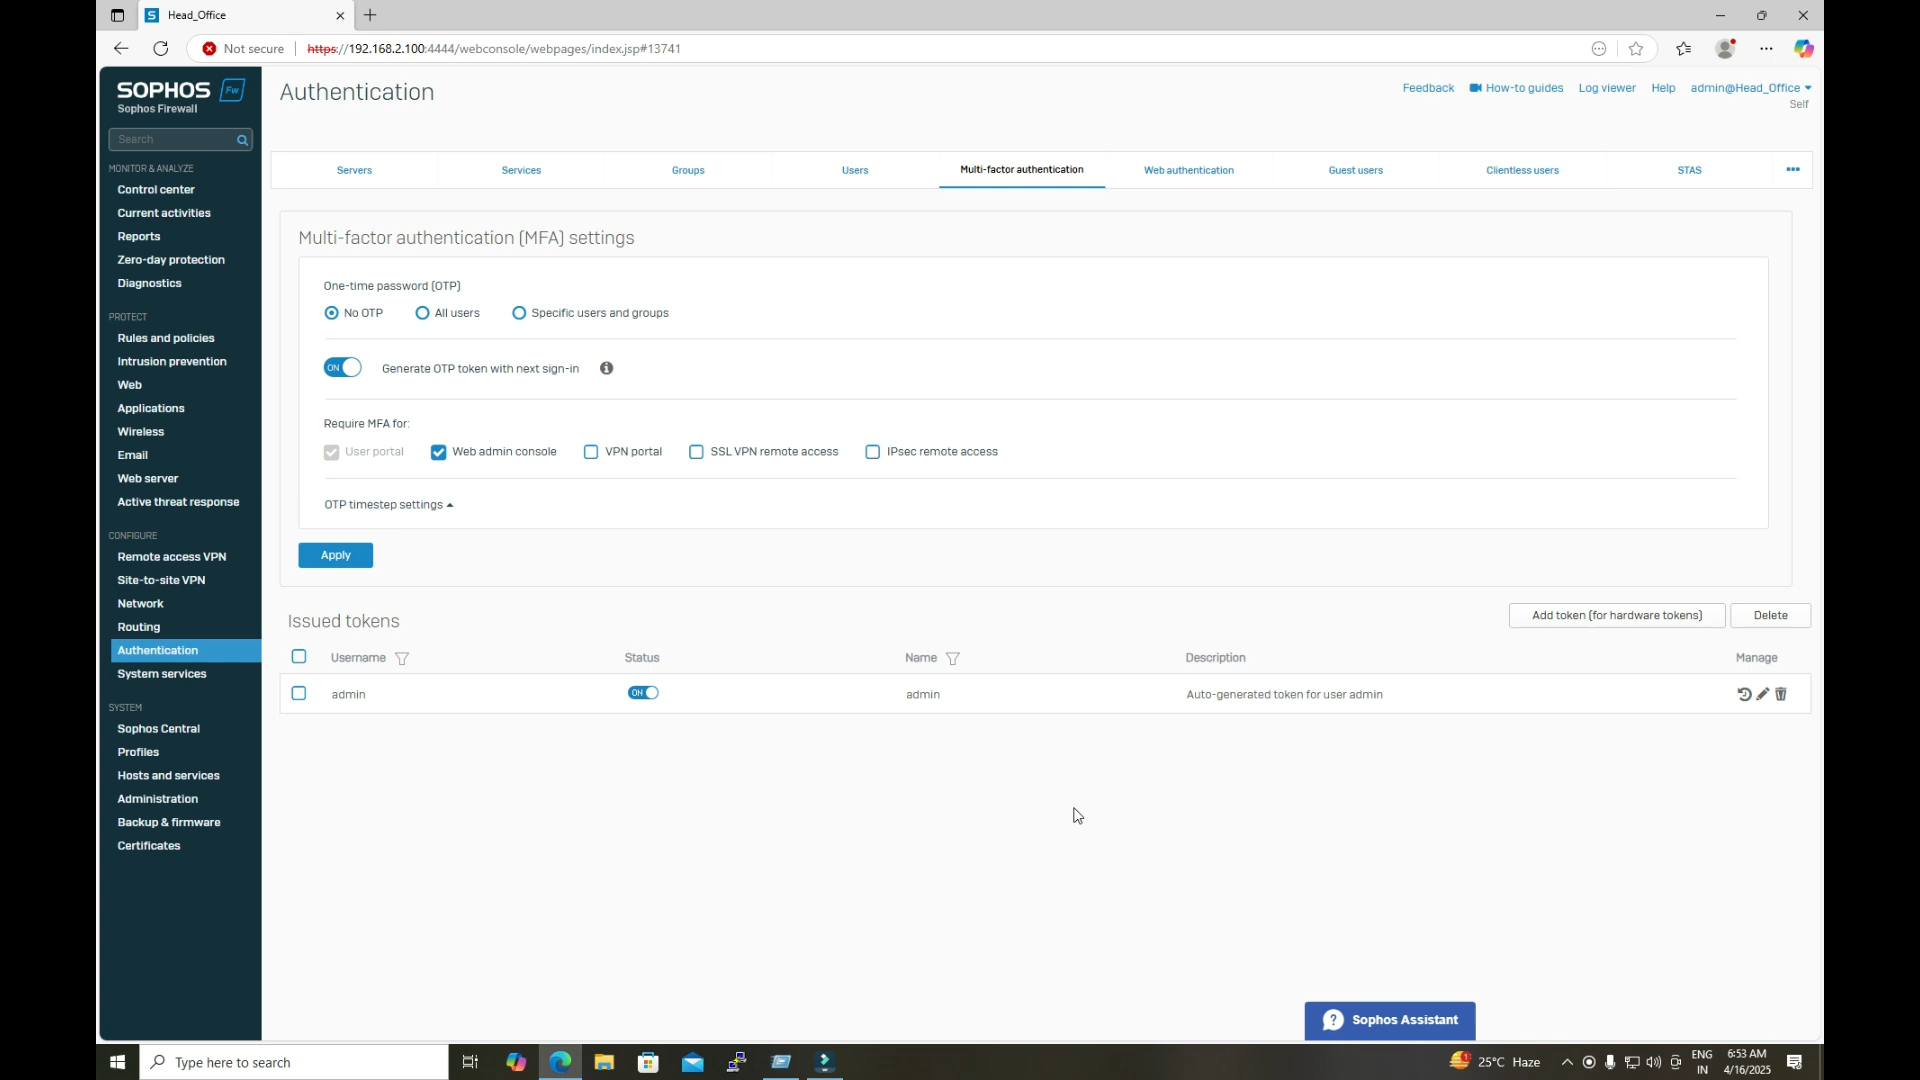 Head_Office
Not secure https://192.168.2.100:4444/webconsole/webpages/index.jsp#13741
SOPHOS Fw
Sophos Firewall
Search
MONITOR & ANALYZE
Control center
Current activities
Reports
Zero-day protection
Diagnostics
PROTECT
Rules and policies
Intrusion prevention
Web
Applications
Wireless
Email
Web server
Active threat response
CONFIGURE
Remote access VPN
Site-to-site VPN
Network
Routing
Authentication
System services
SYSTEM
Sophos Central
Profiles
Hosts and services
Administration
Backup & firmware
Certificates
Authentication
Feedback How-to guides Log viewer Help admin@Head_Office
Self
Servers Services Groups Users Multi-factor authentication Web authentication Guest users Clientless users STAS
Multi-factor authentication (MFA) settings
One-time password (OTP)
No OTP All users Specific users and groups
ON Generate OTP token with next sign-in
Require MFA for:
User portal Web admin console VPN portal SSL VPN remote access IPsec remote access
OTP timestep settings
Apply
Issued tokens Add token (for hardware tokens) Delete
Username Status Name Description Manage
admin ON admin Auto-generated token for user admin
? Sophos Assistant
Type here to search
1 25°C Haze
ENG
IN
6:53 AM
4/16/2025